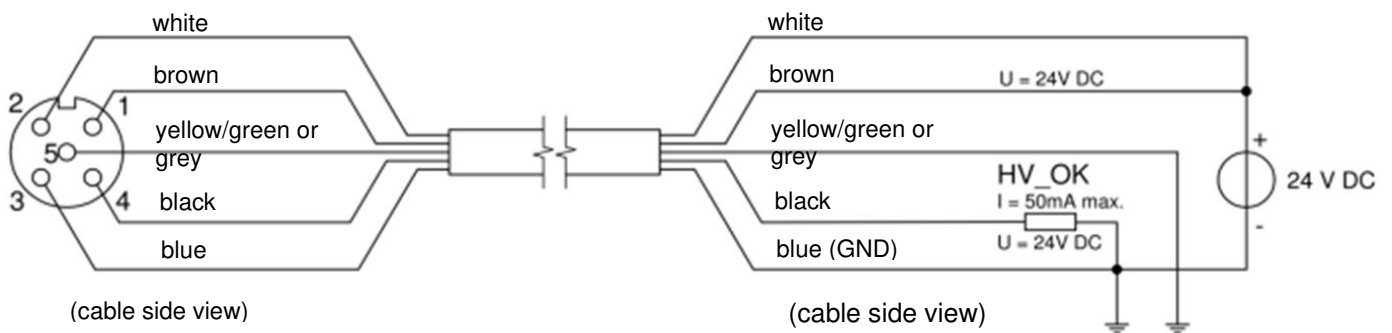 white
brown
2
1
yellow/green or
5
grey
3
4
black
blue
(cable side view)
white
brown
U = 24V DC
yellow/green or
grey
+
24 V DC
-
HV_OK
I = 50mA max.
black
U = 24V DC
blue (GND)
(cable side view)